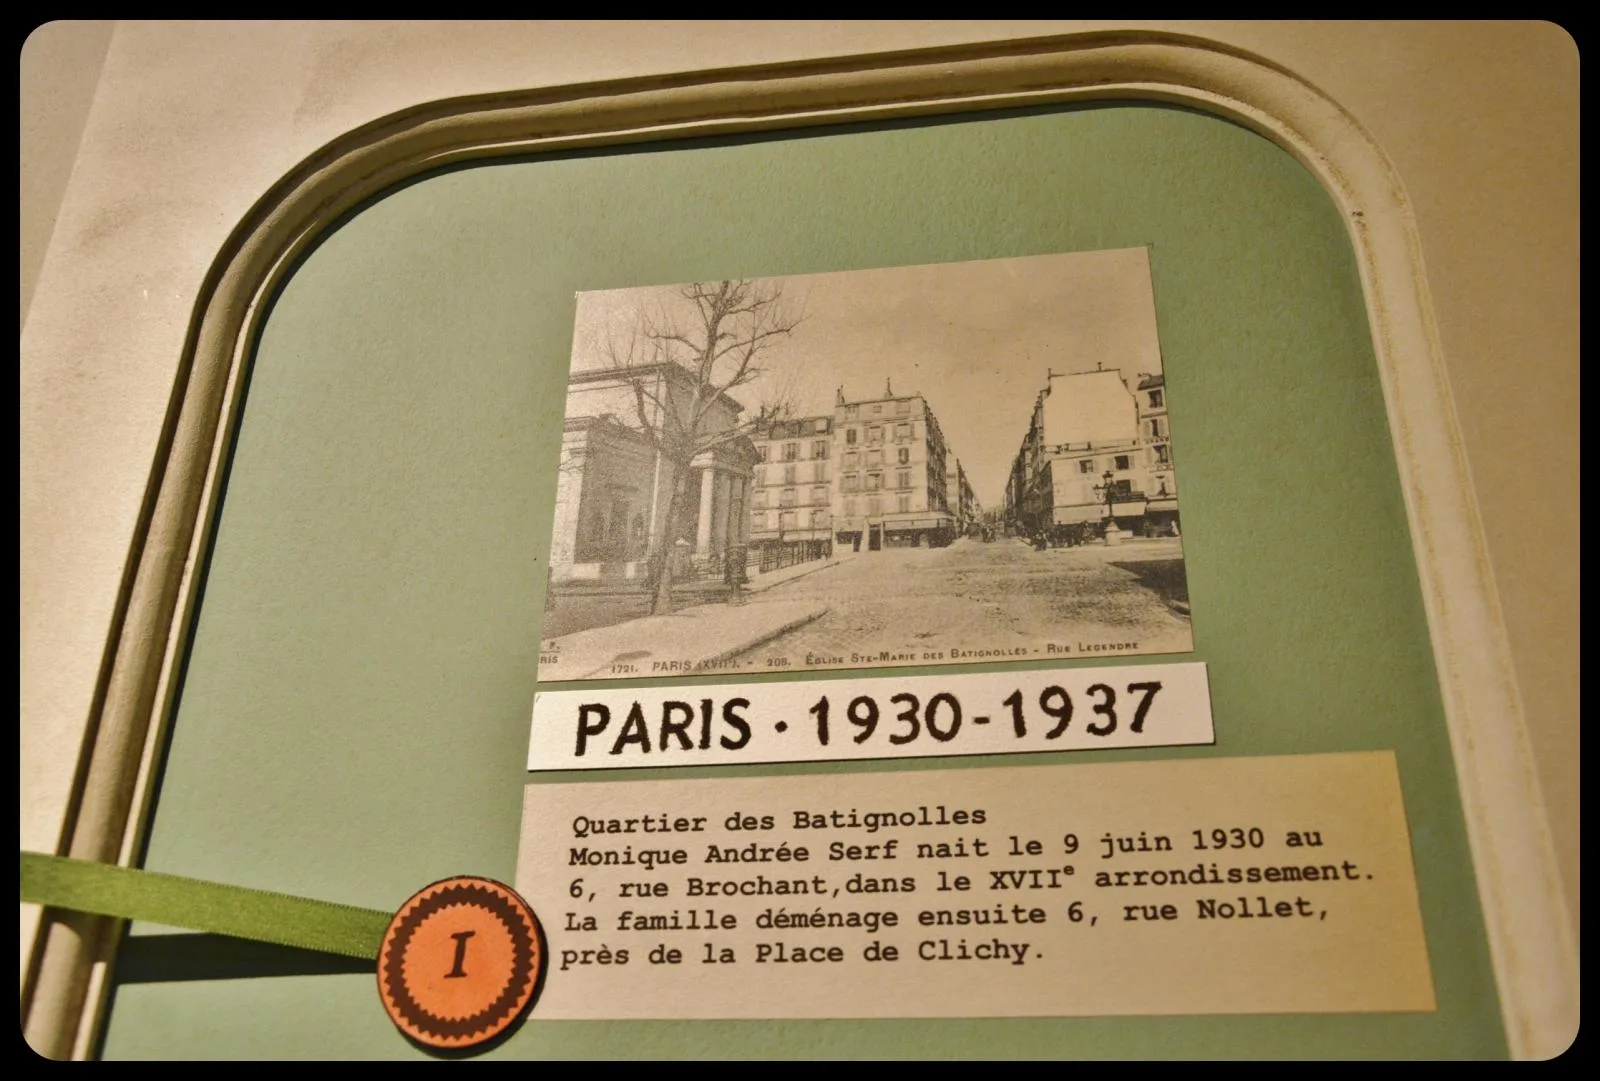 RIS
1721. PARIS (XVIIe). - 208. Église Ste-Marie des Batignolles - Rue Legendre
PARIS · 1930-1937
Quartier des Batignolles
Monique Andrée Serf nait le 9 juin 1930 au
6, rue Brochant,dans le XVIIe arrondissement.
La famille déménage ensuite 6, rue Nollet,
près de la Place de Clichy.
I